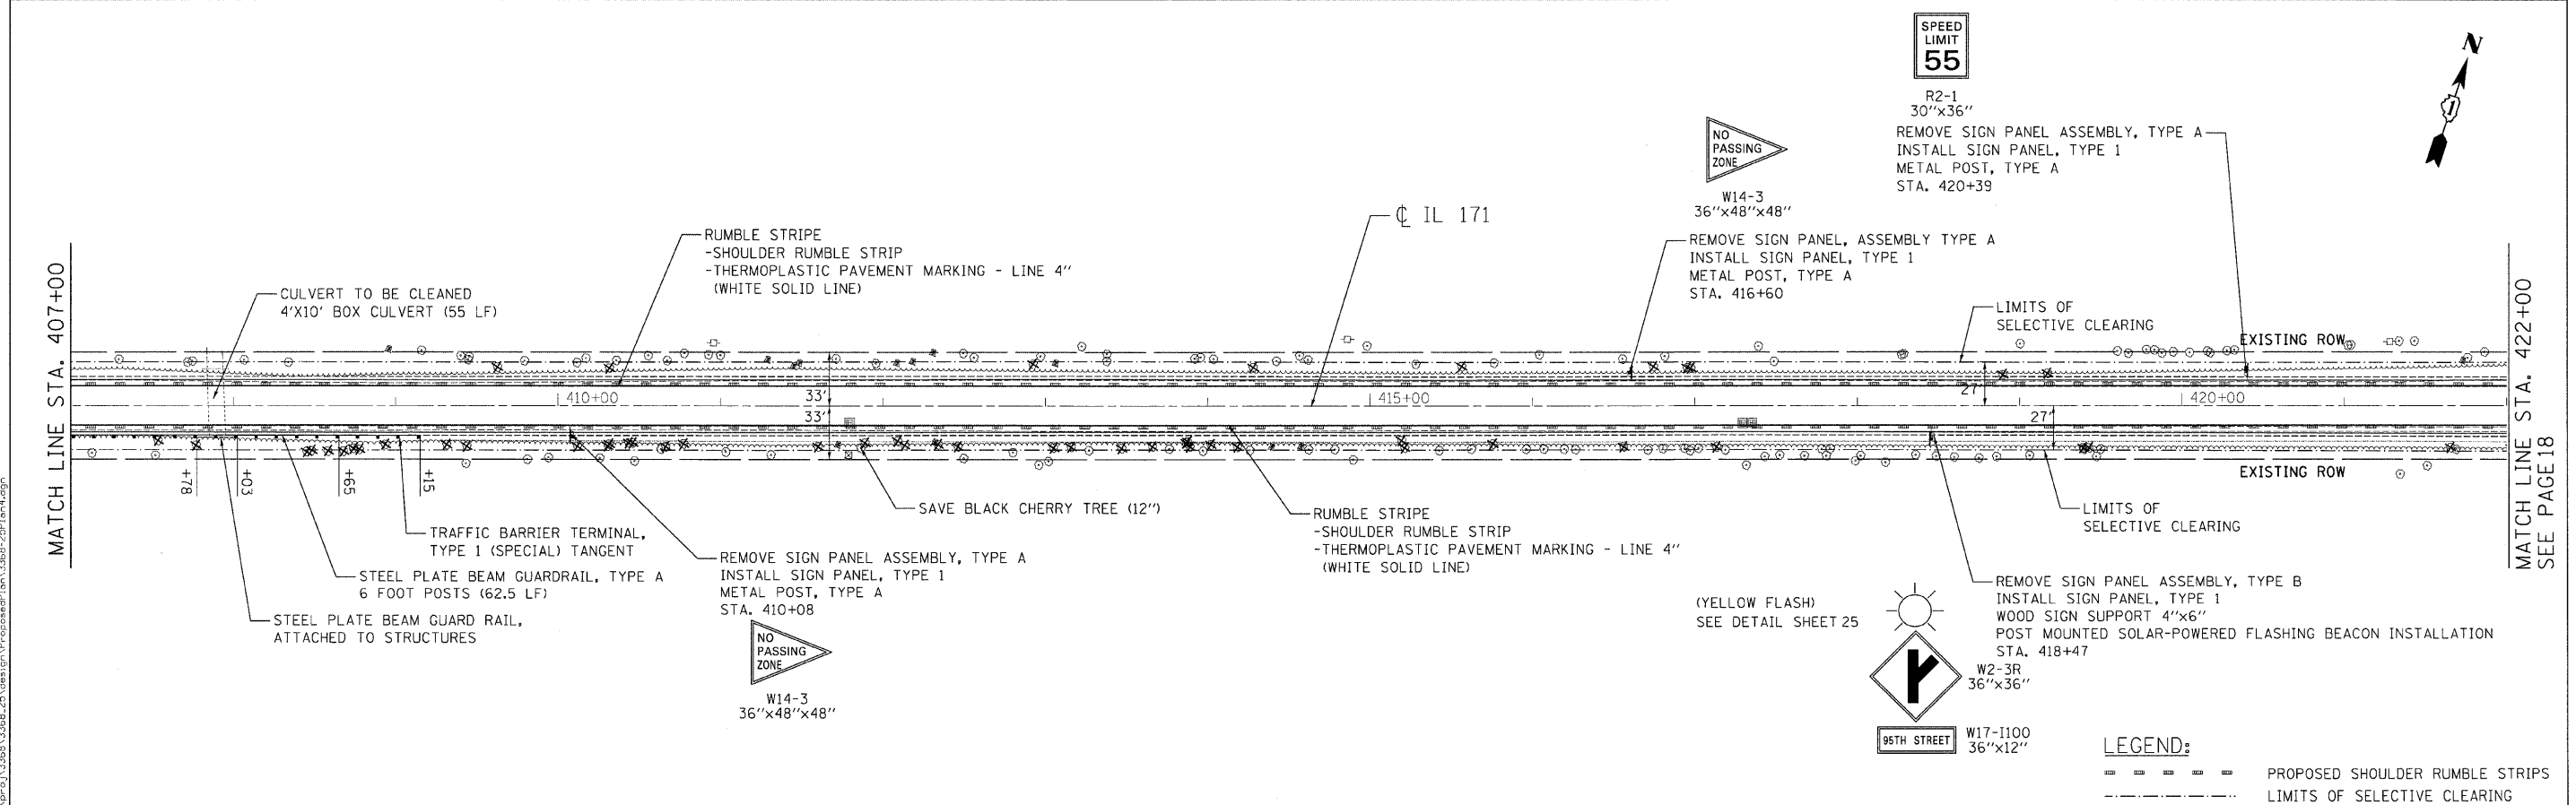 SPEED
LIMIT
55
R2-1
30"x36"
REMOVE SIGN PANEL ASSEMBLY, TYPE A
INSTALL SIGN PANEL, TYPE 1
METAL POST, TYPE A
STA. 420+39
N
1
NO
PASSING
ZONE
W14-3
36"x48"x48"
REMOVE SIGN PANEL, ASSEMBLY TYPE A
INSTALL SIGN PANEL, TYPE 1
METAL POST, TYPE A
STA. 416+60
℄ IL 171
RUMBLE STRIPE
-SHOULDER RUMBLE STRIP
-THERMOPLASTIC PAVEMENT MARKING - LINE 4"
(WHITE SOLID LINE)
CULVERT TO BE CLEANED
4'X10' BOX CULVERT (55 LF)
LIMITS OF
SELECTIVE CLEARING
EXISTING ROW
MATCH LINE STA. 407+00
410+00
33'
33'
415+00
27'
27'
420+00
MATCH LINE STA. 422+00
SEE PAGE 18
EXISTING ROW
+78
+03
+65
+15
SAVE BLACK CHERRY TREE (12")
TRAFFIC BARRIER TERMINAL,
TYPE 1 (SPECIAL) TANGENT
STEEL PLATE BEAM GUARDRAIL, TYPE A
6 FOOT POSTS (62.5 LF)
STEEL PLATE BEAM GUARD RAIL,
ATTACHED TO STRUCTURES
REMOVE SIGN PANEL ASSEMBLY, TYPE A
INSTALL SIGN PANEL, TYPE 1
METAL POST, TYPE A
STA. 410+08
NO
PASSING
ZONE
W14-3
36"x48"x48"
RUMBLE STRIPE
-SHOULDER RUMBLE STRIP
-THERMOPLASTIC PAVEMENT MARKING - LINE 4"
(WHITE SOLID LINE)
LIMITS OF
SELECTIVE CLEARING
REMOVE SIGN PANEL ASSEMBLY, TYPE B
INSTALL SIGN PANEL, TYPE 1
WOOD SIGN SUPPORT 4"x6"
POST MOUNTED SOLAR-POWERED FLASHING BEACON INSTALLATION
STA. 418+47
(YELLOW FLASH)
SEE DETAIL SHEET 25
W2-3R
36"x36"
95TH STREET
W17-I100
36"x12"
LEGEND:
PROPOSED SHOULDER RUMBLE STRIPS
LIMITS OF SELECTIVE CLEARING